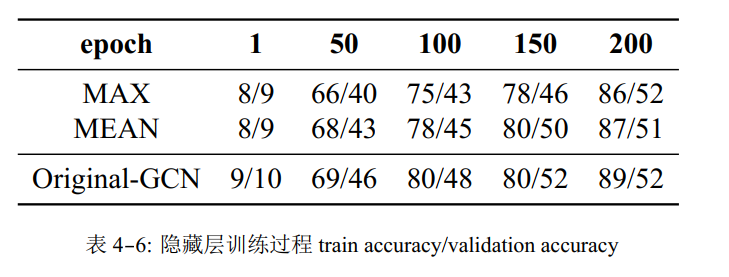 epoch 1 50 100 150 200
MAX 8/9 66/40 75/43 78/46 86/52
MEAN 8/9 68/43 78/45 80/50 87/51
Original-GCN 9/10 69/46 80/48 80/52 89/52
表 4-6: 隐藏层训练过程 train accuracy/validation accuracy